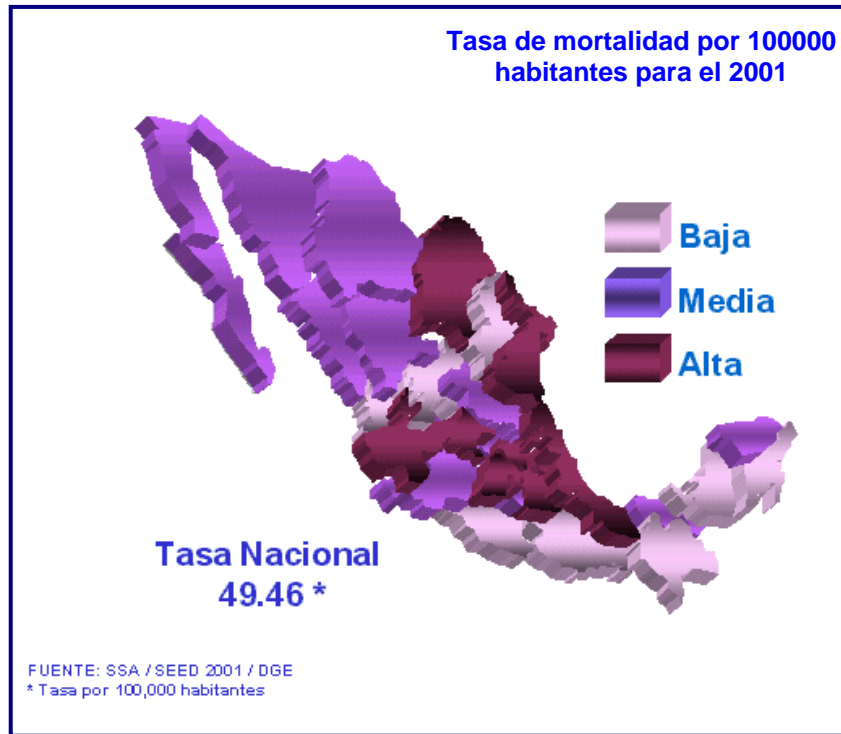 Tasa de mortalidad por 100000
habitantes para el 2001
Baja
Media
Alta
Tasa Nacional
49.46 *
FUENTE: SSA / SEED 2001 / DGE
* Tasa por 100,000 habitantes